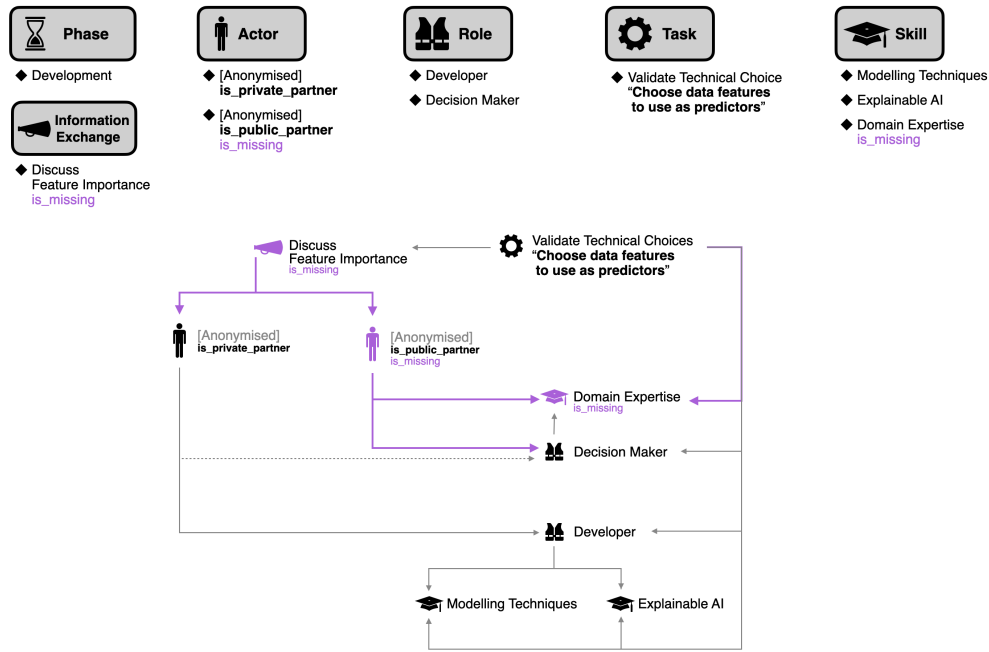 Phase
Development
Information
Exchange
Discuss
Feature Importance
is_missing
Actor
[Anonymised]
is_private_partner
[Anonymised]
is_public_partner
is_missing
Role
Developer
Decision Maker
Task
Validate Technical Choice
“Choose data features
to use as predictors”
Skill
Modelling Techniques
Explainable AI
Domain Expertise
is_missing
Discuss
Feature Importance
is_missing
Validate Technical Choices
“Choose data features
to use as predictors”
[Anonymised]
is_private_partner
[Anonymised]
is_public_partner
is_missing
Domain Expertise
is_missing
Decision Maker
Developer
Modelling Techniques
Explainable AI